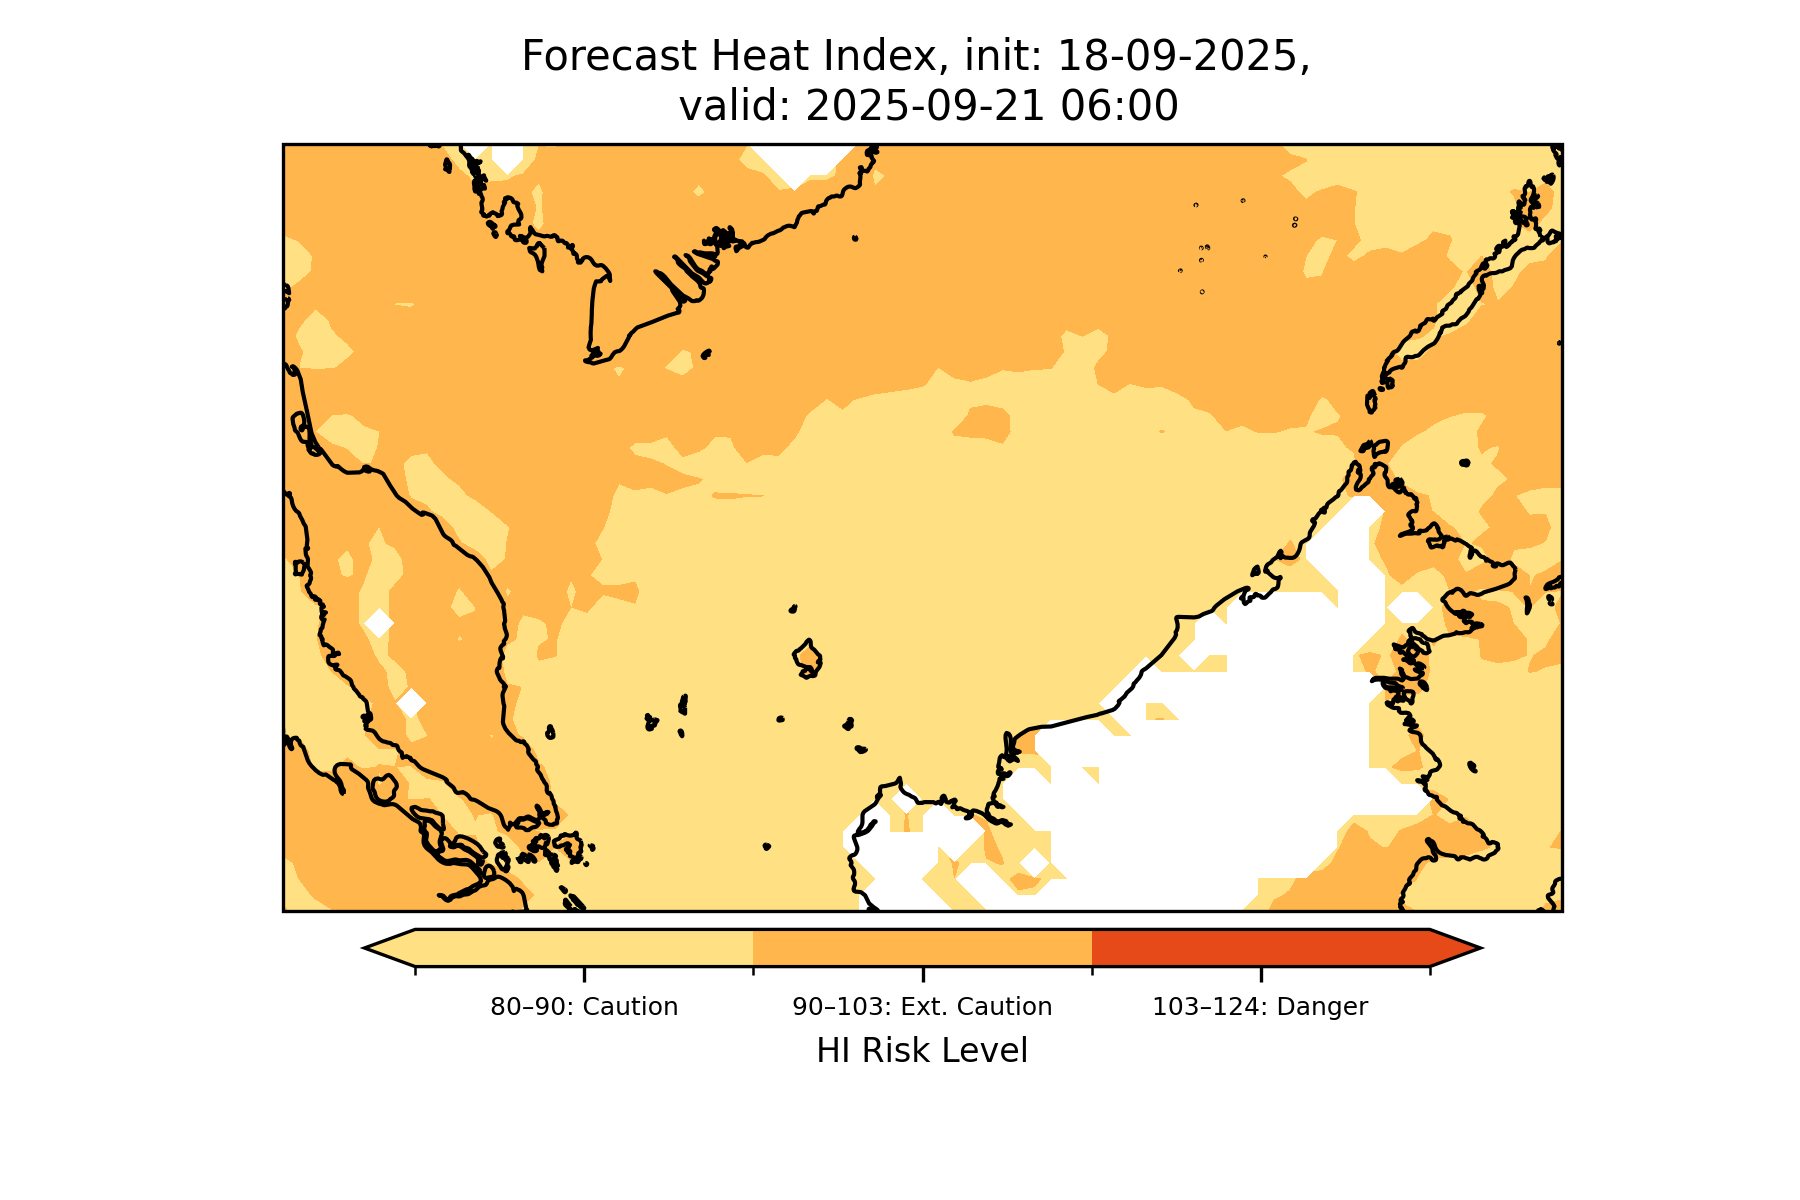 Forecast Heat Index, init: 18-09-2025,
valid: 2025-09-21 06:00
80–90: Caution
90–103: Ext. Caution
103–124: Danger
HI Risk Level